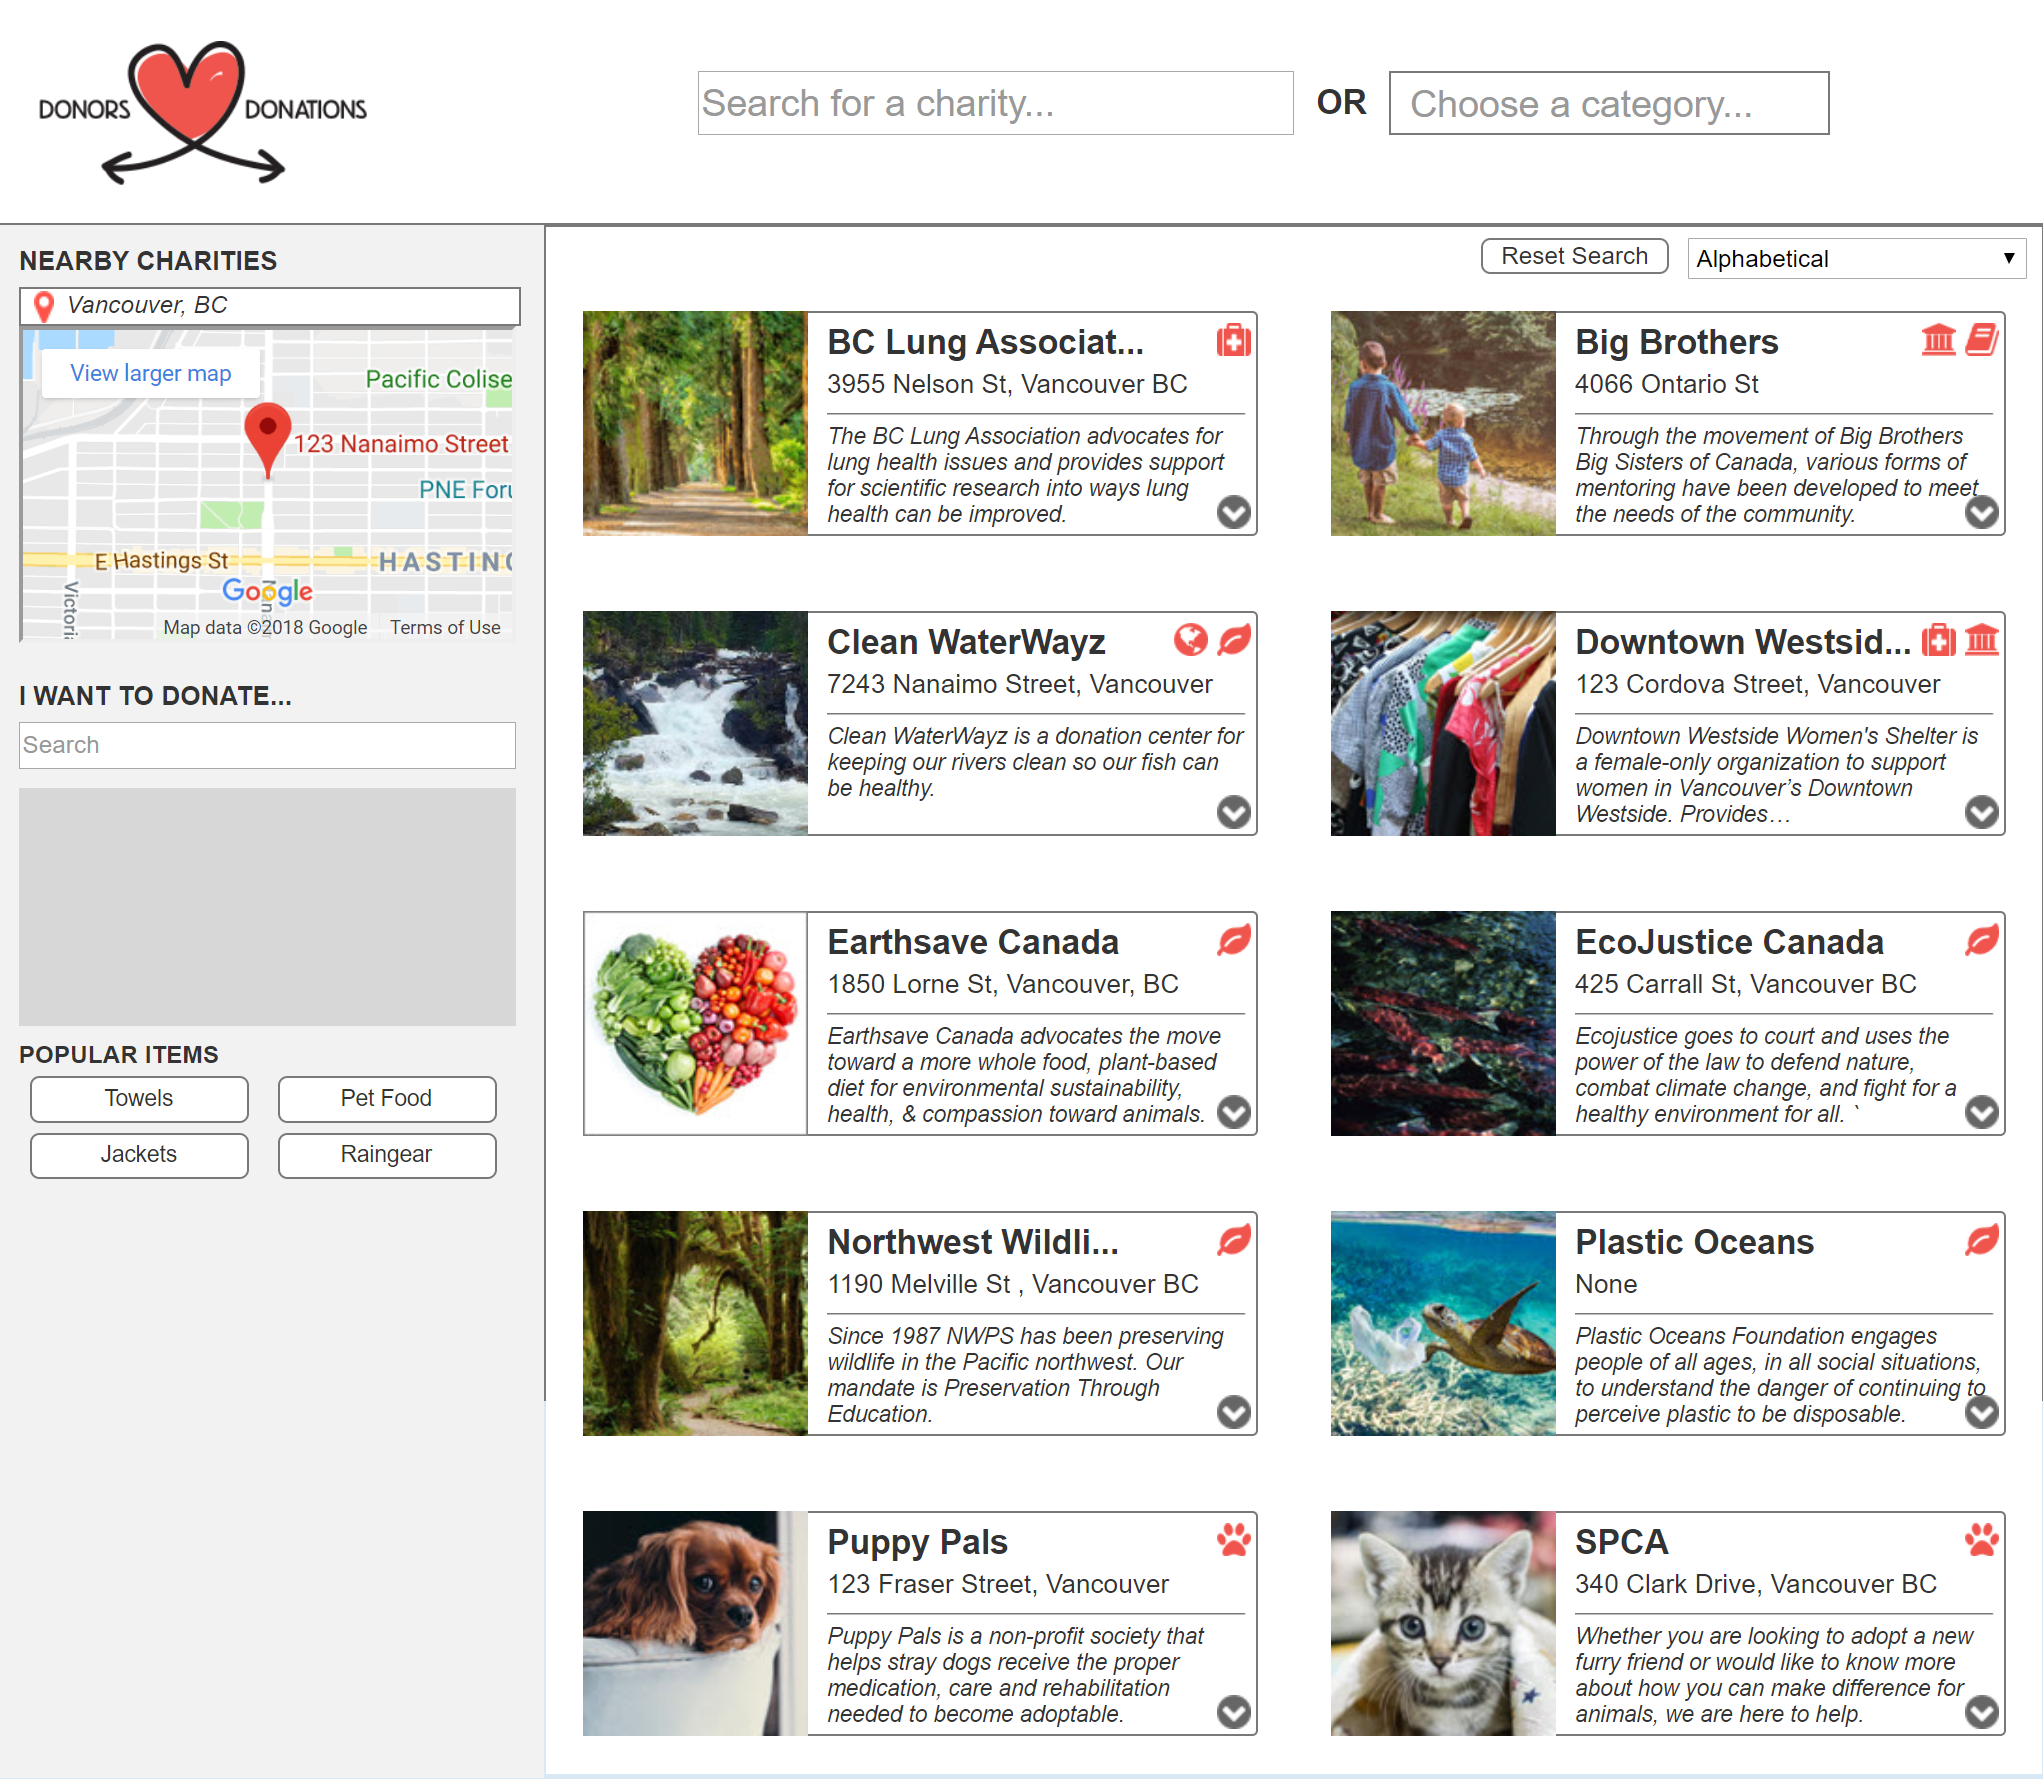 DONORS DONATIONS
Search for a charity...
OR
Choose a category...
NEARBY CHARITIES
Vancouver, BC
View larger map
Pacific Colise
123 Nanaimo Street
PNE Foru
E Hastings St
HASTING
Victoria
Google
Map data ©2018 Google
Terms of Use
I WANT TO DONATE...
Search
POPULAR ITEMS
Towels
Pet Food
Jackets
Raingear
Reset Search
Alphabetical
BC Lung Associat...
3955 Nelson St, Vancouver BC
The BC Lung Association advocates for
lung health issues and provides support
for scientific research into ways lung
health can be improved.
Big Brothers
4066 Ontario St
Through the movement of Big Brothers
Big Sisters of Canada, various forms of
mentoring have been developed to meet
the needs of the community.
Clean WaterWayz
7243 Nanaimo Street, Vancouver
Clean WaterWayz is a donation center for
keeping our rivers clean so our fish can
be healthy.
Downtown Westsid...
123 Cordova Street, Vancouver
Downtown Westside Women's Shelter is
a female-only organization to support
women in Vancouver’s Downtown
Westside. Provides…
Earthsave Canada
1850 Lorne St, Vancouver, BC
Earthsave Canada advocates the move
toward a more whole food, plant-based
diet for environmental sustainability,
health, & compassion toward animals.
EcoJustice Canada
425 Carrall St, Vancouver BC
Ecojustice goes to court and uses the
power of the law to defend nature,
combat climate change, and fight for a
healthy environment for all. `
Northwest Wildli...
1190 Melville St , Vancouver BC
Since 1987 NWPS has been preserving
wildlife in the Pacific northwest. Our
mandate is Preservation Through
Education.
Plastic Oceans
None
Plastic Oceans Foundation engages
people of all ages, in all social situations,
to understand the danger of continuing to
perceive plastic to be disposable.
Puppy Pals
123 Fraser Street, Vancouver
Puppy Pals is a non-profit society that
helps stray dogs receive the proper
medication, care and rehabilitation
needed to become adoptable.
SPCA
340 Clark Drive, Vancouver BC
Whether you are looking to adopt a new
furry friend or would like to know more
about how you can make difference for
animals, we are here to help.